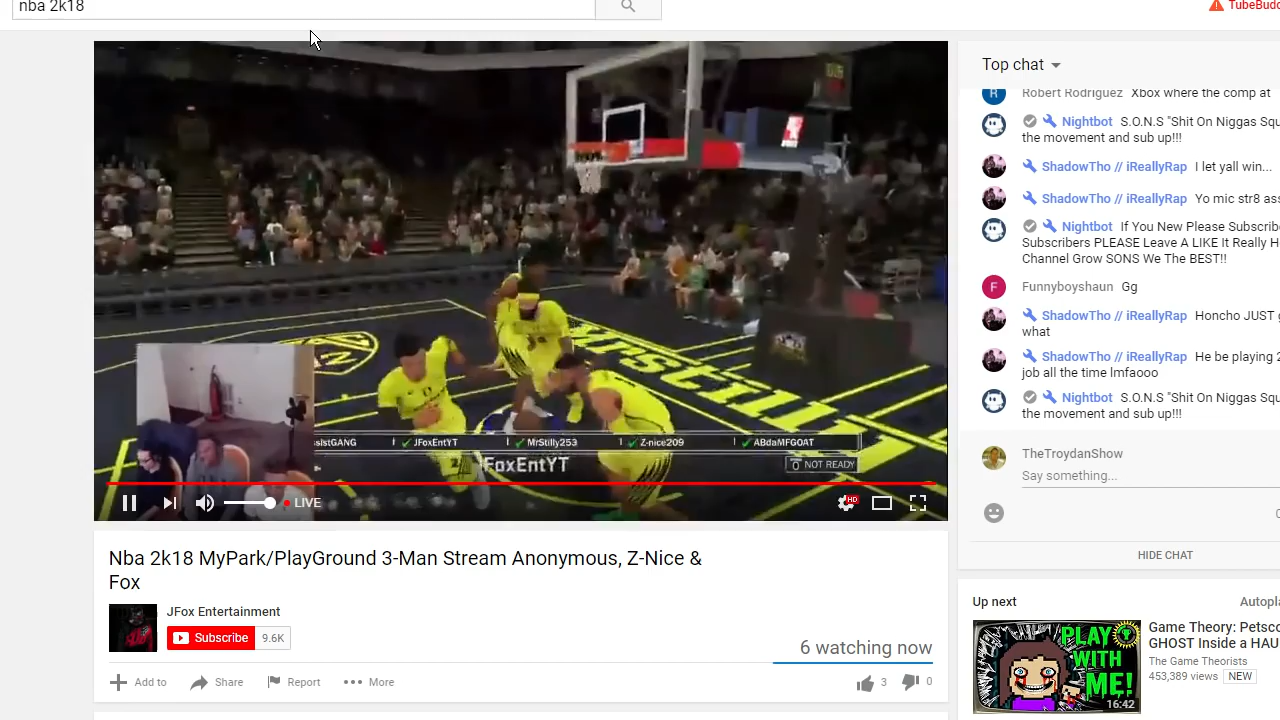 nba 2k18
TubeBudd
Top chat
Robert Rodriguez Xbox where the comp at
Nightbot S.O.N.S "Shit On Niggas Squ
the movement and sub up!!!
ShadowTho // iReallyRap I let yall win...
ShadowTho // iReallyRap Yo mic str8 ass
Nightbot If You New Please Subscribe
Subscribers PLEASE Leave A LIKE It Really H
Channel Grow SONS We The BEST!!
Funnyboyshaun Gg
ShadowTho // iReallyRap Honcho JUST g
what
ShadowTho // iReallyRap He be playing 2
job all the time lmfaooo
Nightbot S.O.N.S "Shit On Niggas Squ
the movement and sub up!!!
TheTroydanShow
Say something...
HIDE CHAT
MrStilly
ssistGANG JFoxEntYT MrStilly253 Z-nice209 ABdaMFGOAT
JFoxEntYT NOT READY
LIVE HD
Nba 2k18 MyPark/PlayGround 3-Man Stream Anonymous, Z-Nice &
Fox
JFox Entertainment
Subscribe 9.6K
6 watching now
Add to Share Report More 3 0
Up next Autopla
Game Theory: Petsco
GHOST Inside a HAU
The Game Theorists
453,389 views NEW
PLAY
WITH
ME!
16:42